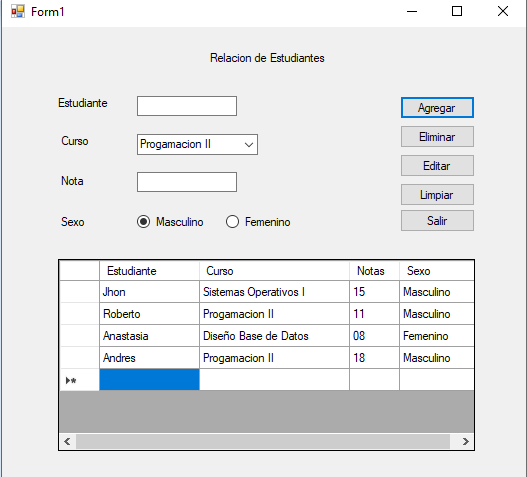 Form1
Relacion de Estudiantes
Estudiante
Agregar
Curso Progamacion II
Eliminar
Editar
Nota
Limpiar
Sexo Masculino Femenino
Salir
Estudiante Curso Notas Sexo
Jhon Sistemas Operativos I 15 Masculino
Roberto Progamacion II 11 Masculino
Anastasia Diseño Base de Datos 08 Femenino
Andres Progamacion II 18 Masculino